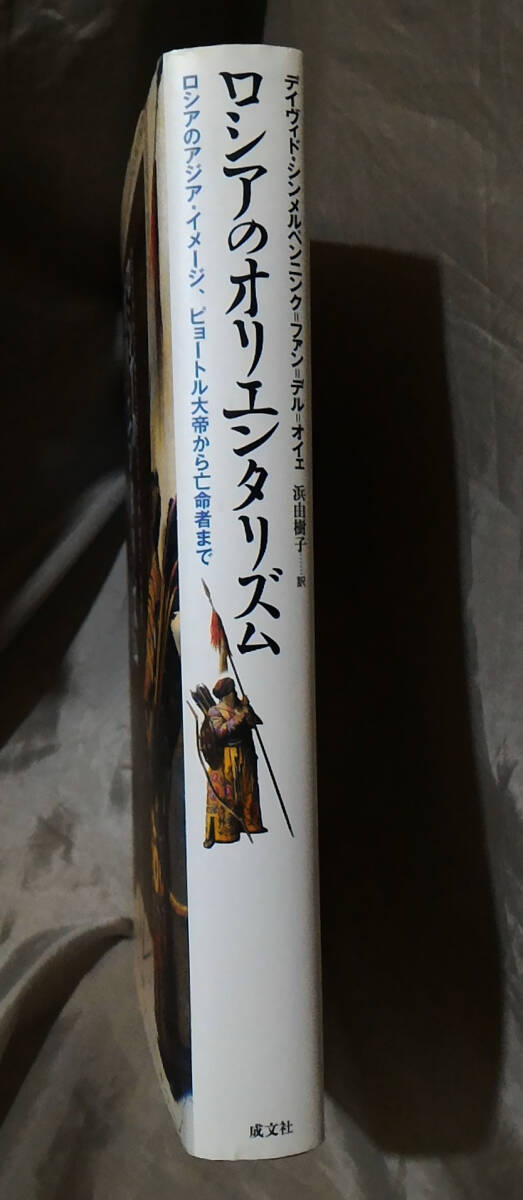 デイヴィド・シンメルペンニンク=ファン=デル=オイェ 浜由樹子……訳
ロシアのオリエンタリズム
ロシアのアジア・イメージ、ピョートル大帝から亡命者まで
成文社